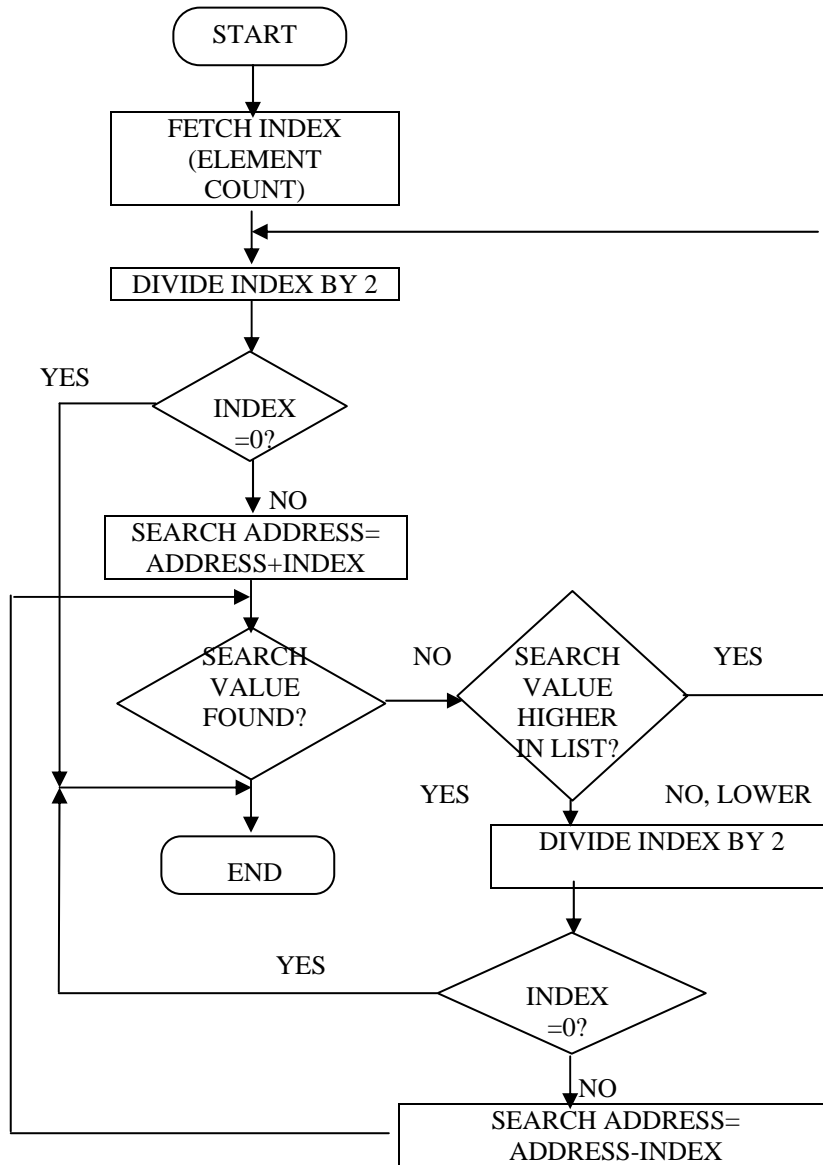 START
FETCH INDEX
(ELEMENT
COUNT)
DIVIDE INDEX BY 2
YES
INDEX
=0?
NO
SEARCH ADDRESS=
ADDRESS+INDEX
SEARCH
VALUE
FOUND?
NO
SEARCH
VALUE
HIGHER
IN LIST?
YES
YES
NO, LOWER
END
DIVIDE INDEX BY 2
YES
INDEX
=0?
NO
SEARCH ADDRESS=
ADDRESS-INDEX